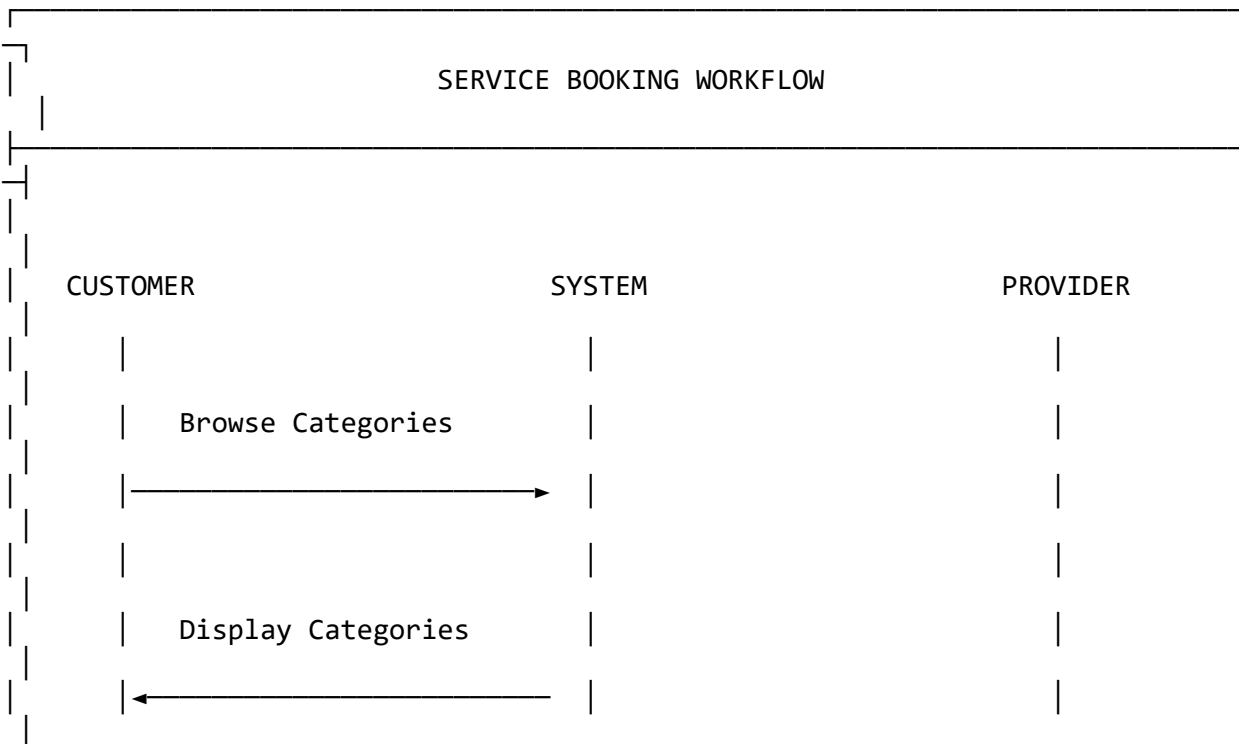 SERVICE BOOKING WORKFLOW
CUSTOMER SYSTEM PROVIDER
Browse Categories
Display Categories